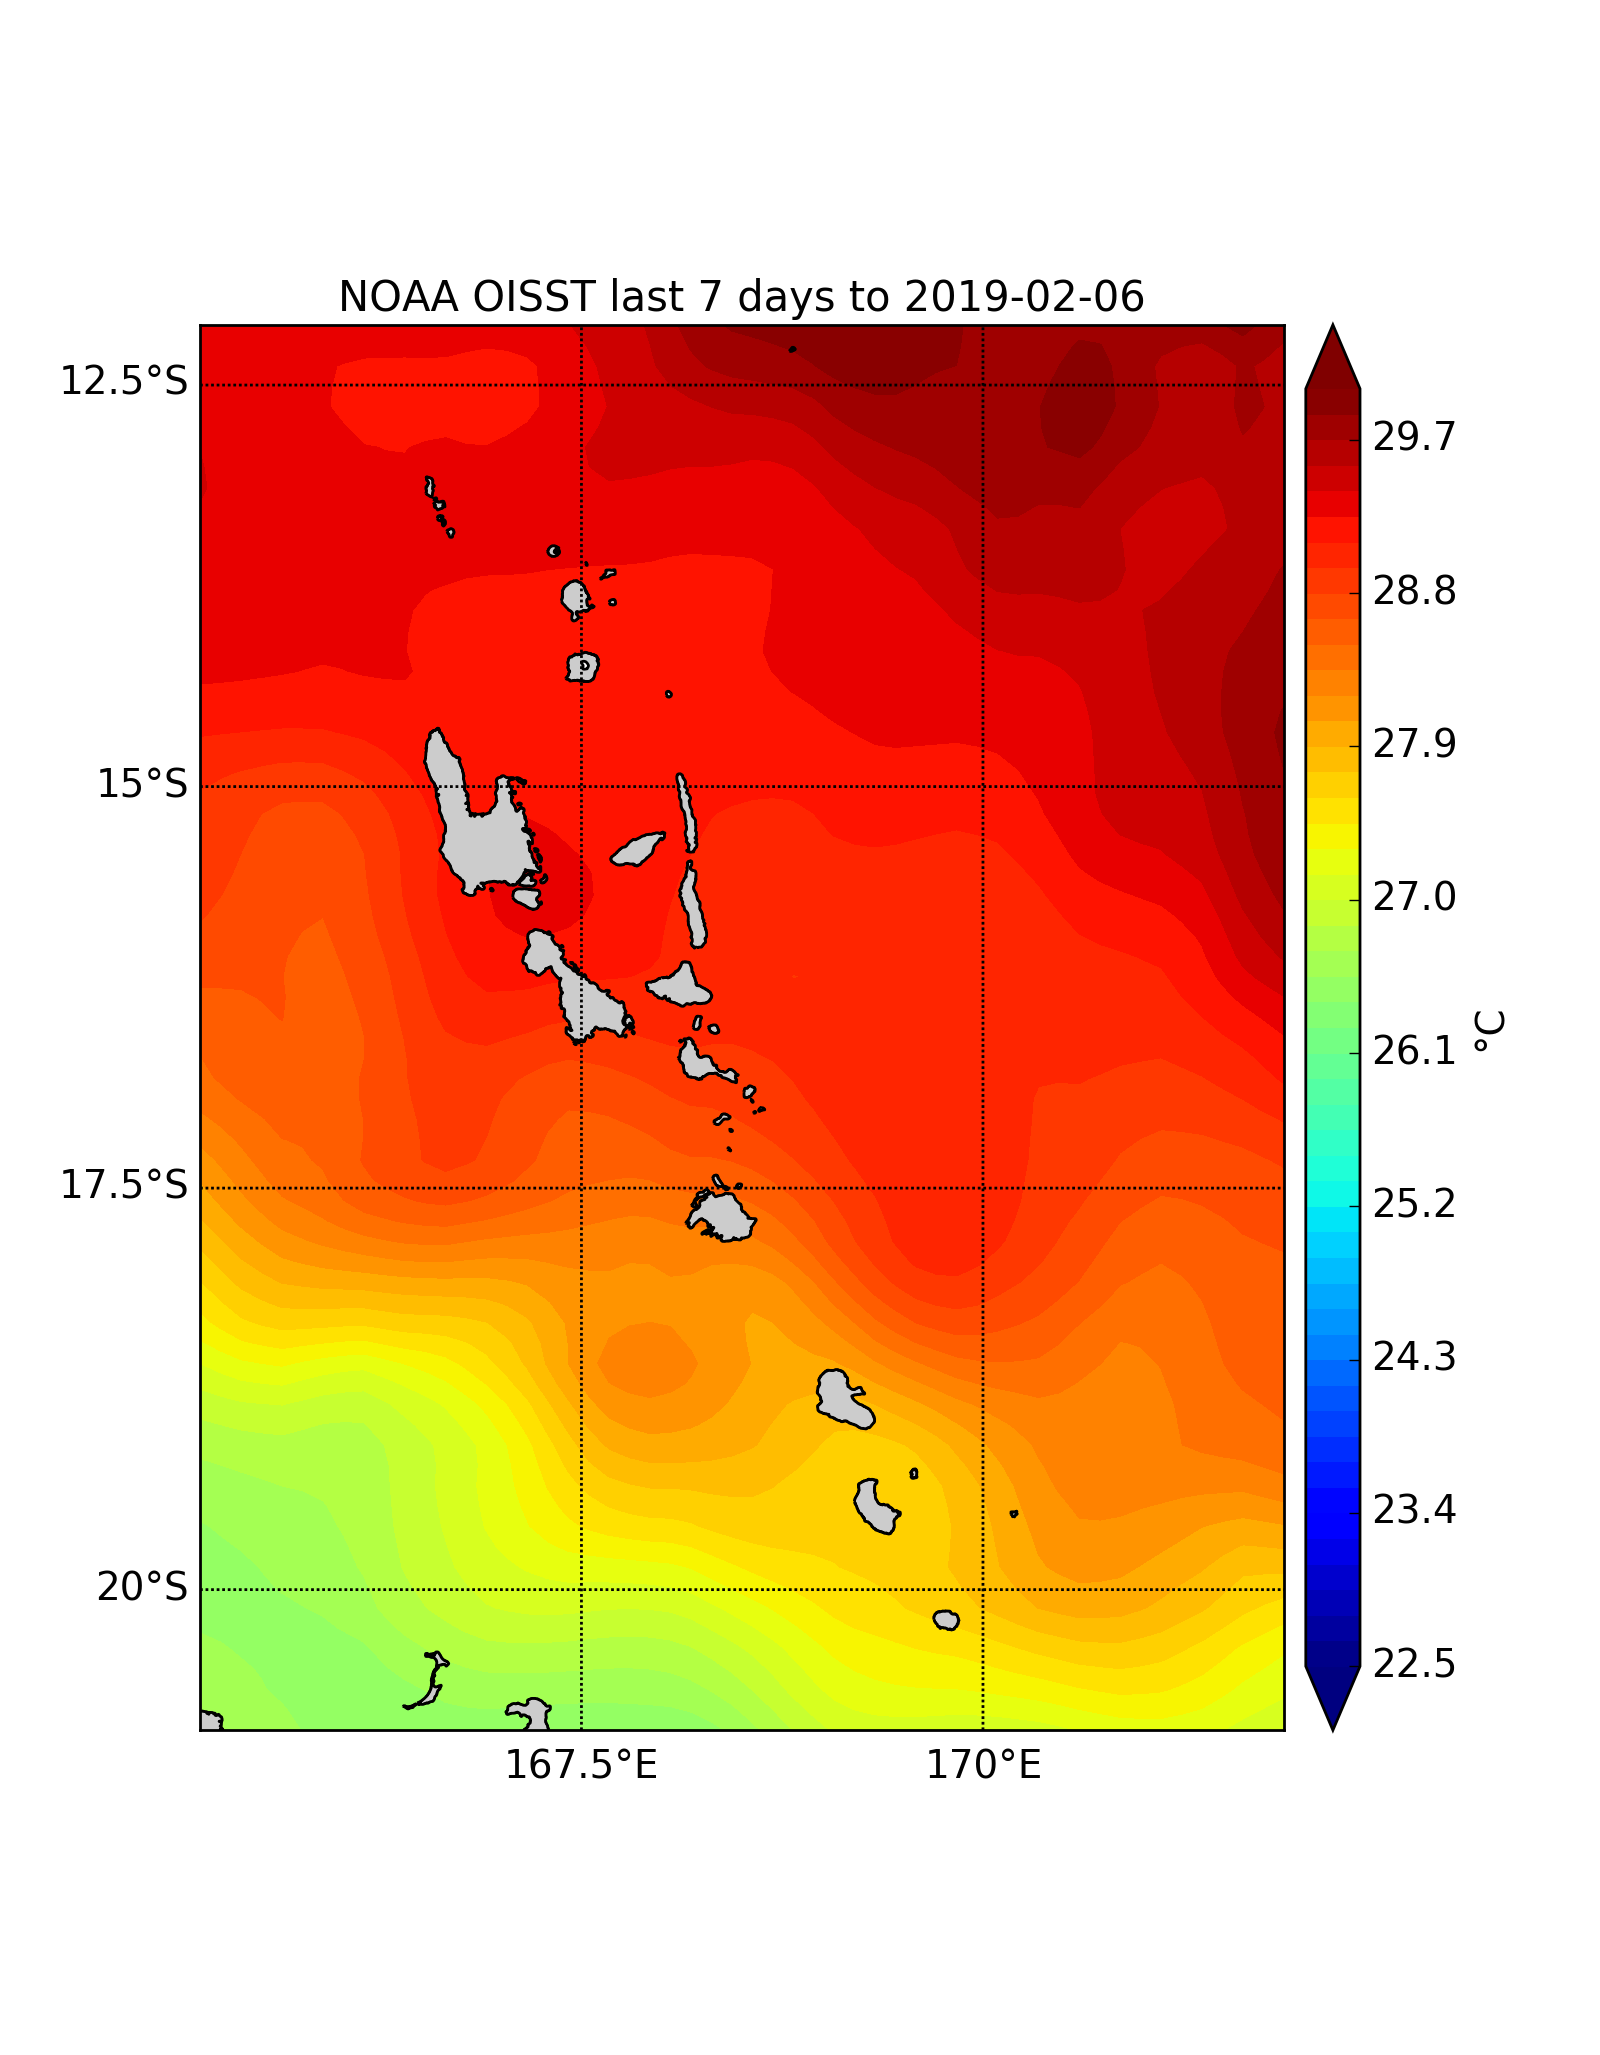 NOAA OISST last 7 days to 2019-02-06
12.5°S
15°S
17.5°S
20°S
167.5°E
170°E
29.7
28.8
27.9
27.0
26.1
25.2
24.3
23.4
22.5
°C